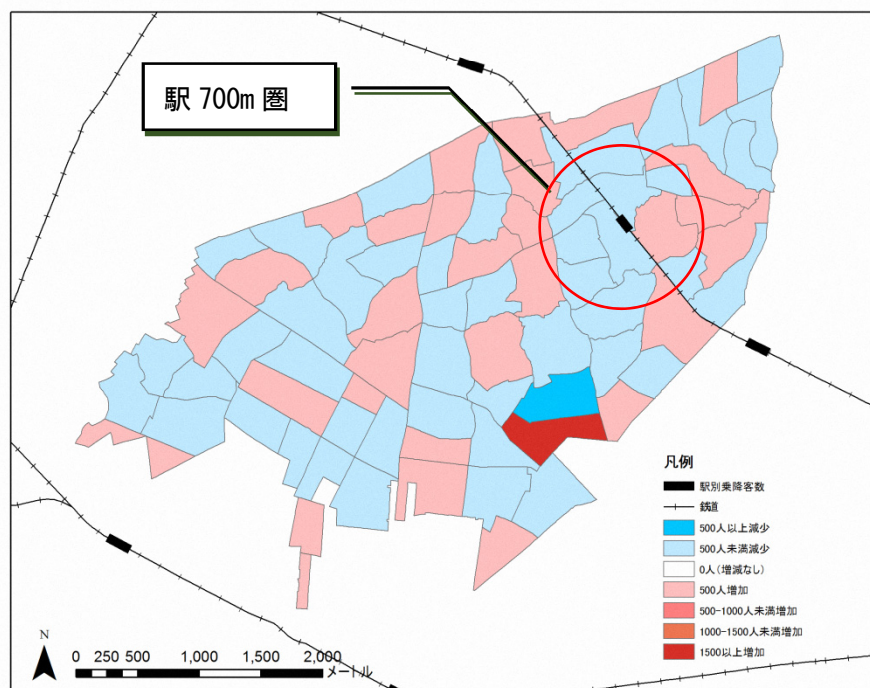 駅 700m 圏
凡例
駅別乗降客数
鉄道
500人以上減少
500人未満減少
0人(増減なし)
500人増加
500-1000人未満増加
1000-1500人未満増加
1500以上増加
N
0 250 500 1,000 1,500 2,000
メートル